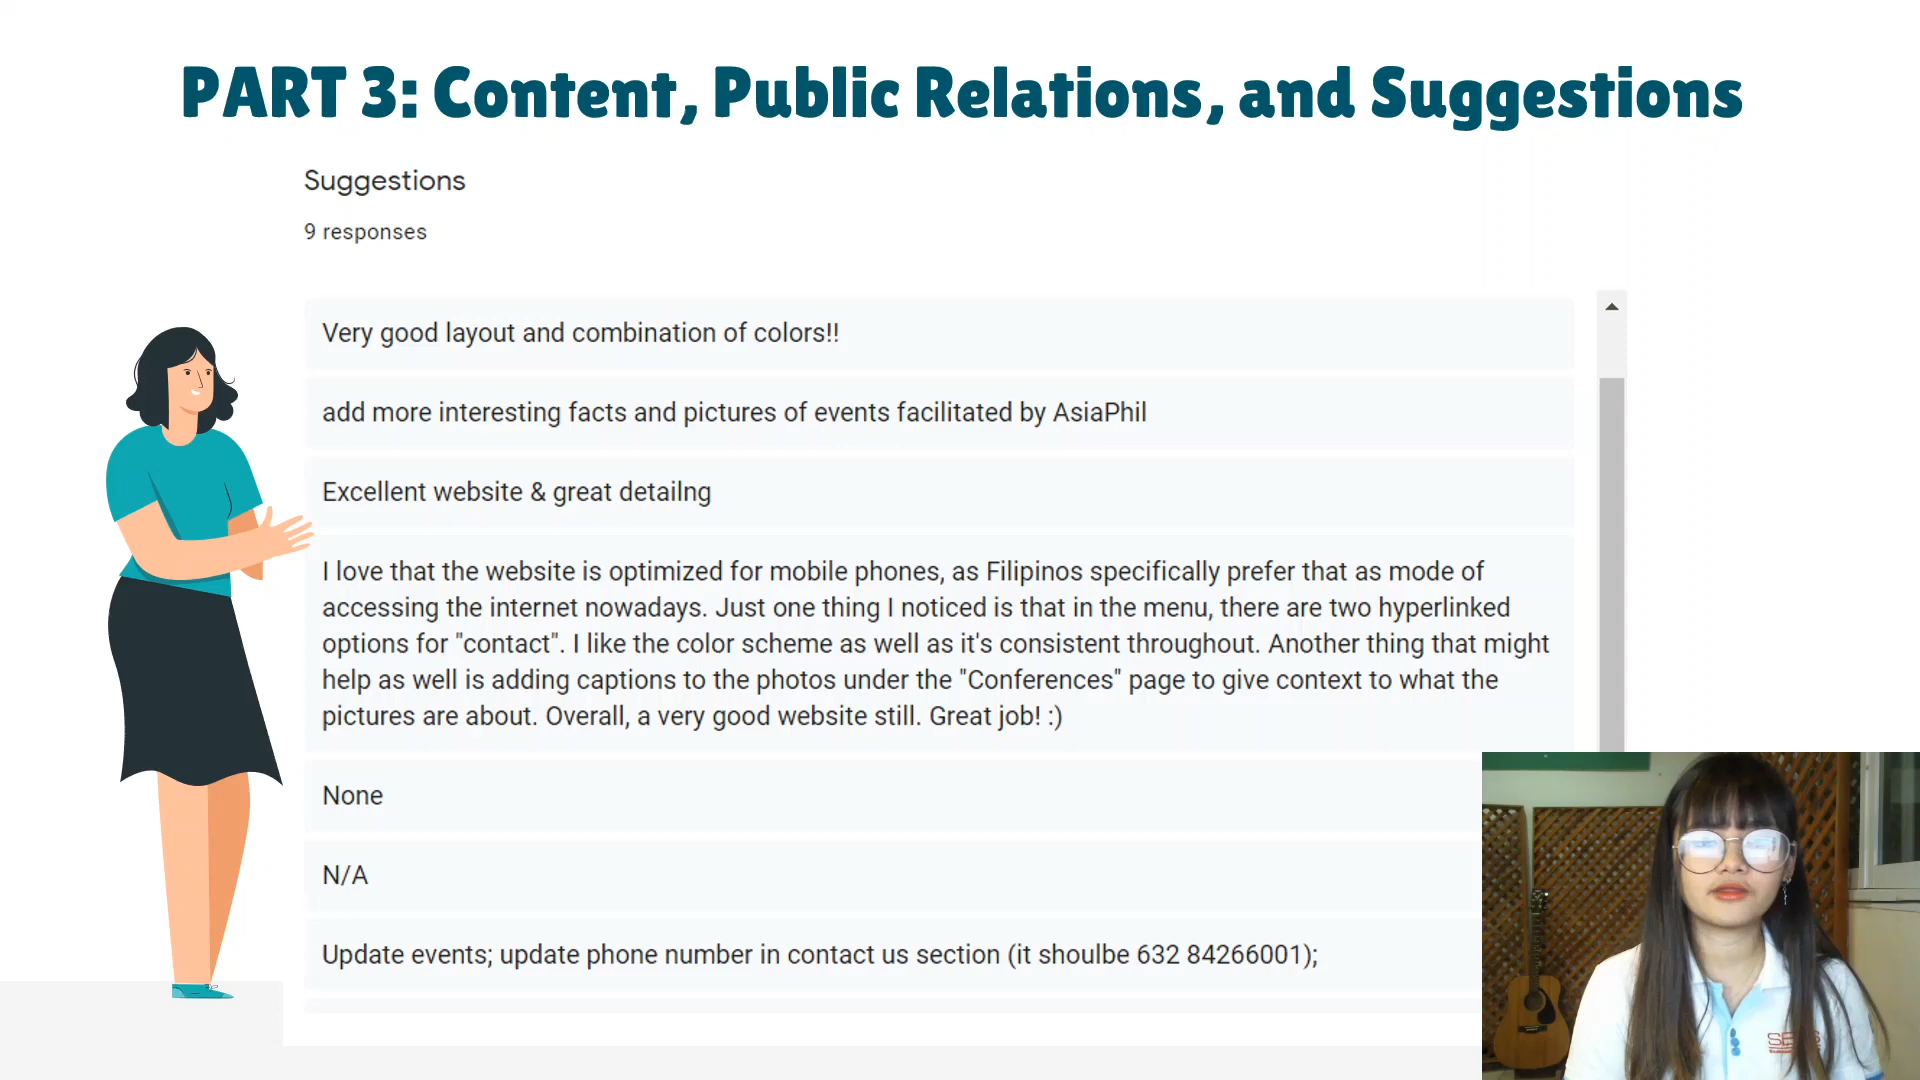 PART 3: Content, Public Relations, and Suggestions
Suggestions
9 responses
Very good layout and combination of colors!!
add more interesting facts and pictures of events facilitated by AsiaPhil
Excellent website & great detailng
I love that the website is optimized for mobile phones, as Filipinos specifically prefer that as mode of
accessing the internet nowadays. Just one thing I noticed is that in the menu, there are two hyperlinked
options for "contact". I like the color scheme as well as it's consistent throughout. Another thing that might
help as well is adding captions to the photos under the "Conferences" page to give context to what the
pictures are about. Overall, a very good website still. Great job! :)
None
N/A
Update events; update phone number in contact us section (it shoulbe 632 84266001);